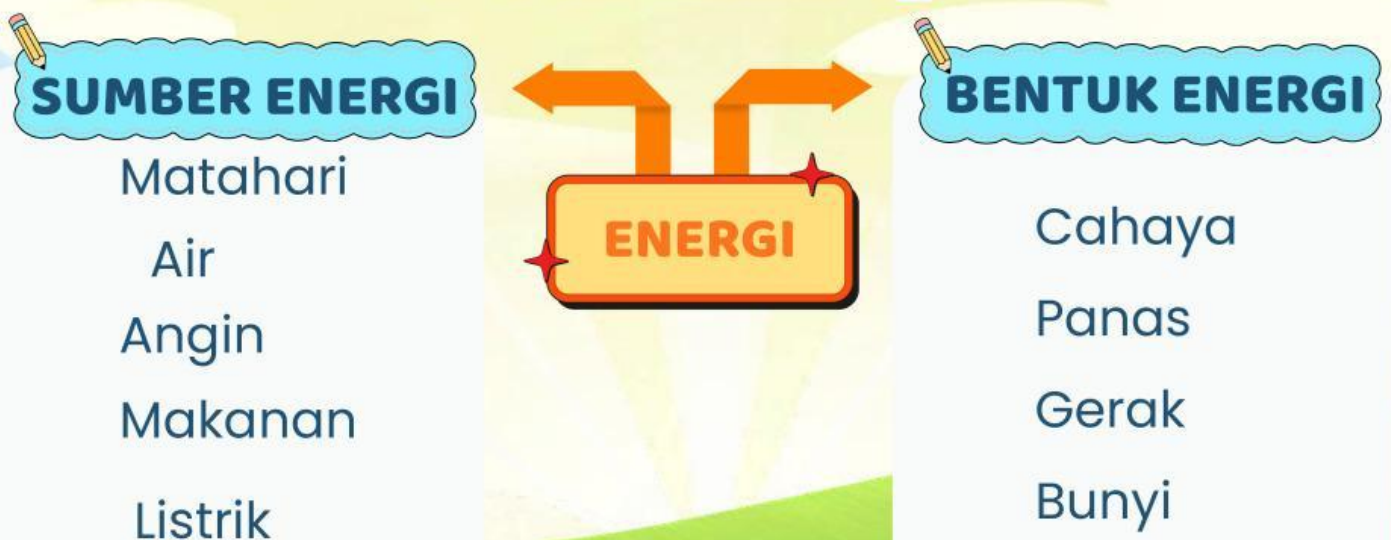 SUMBER ENERGI
Matahari
Air
Angin
Makanan
Listrik
ENERGI
BENTUK ENERGI
Cahaya
Panas
Gerak
Bunyi